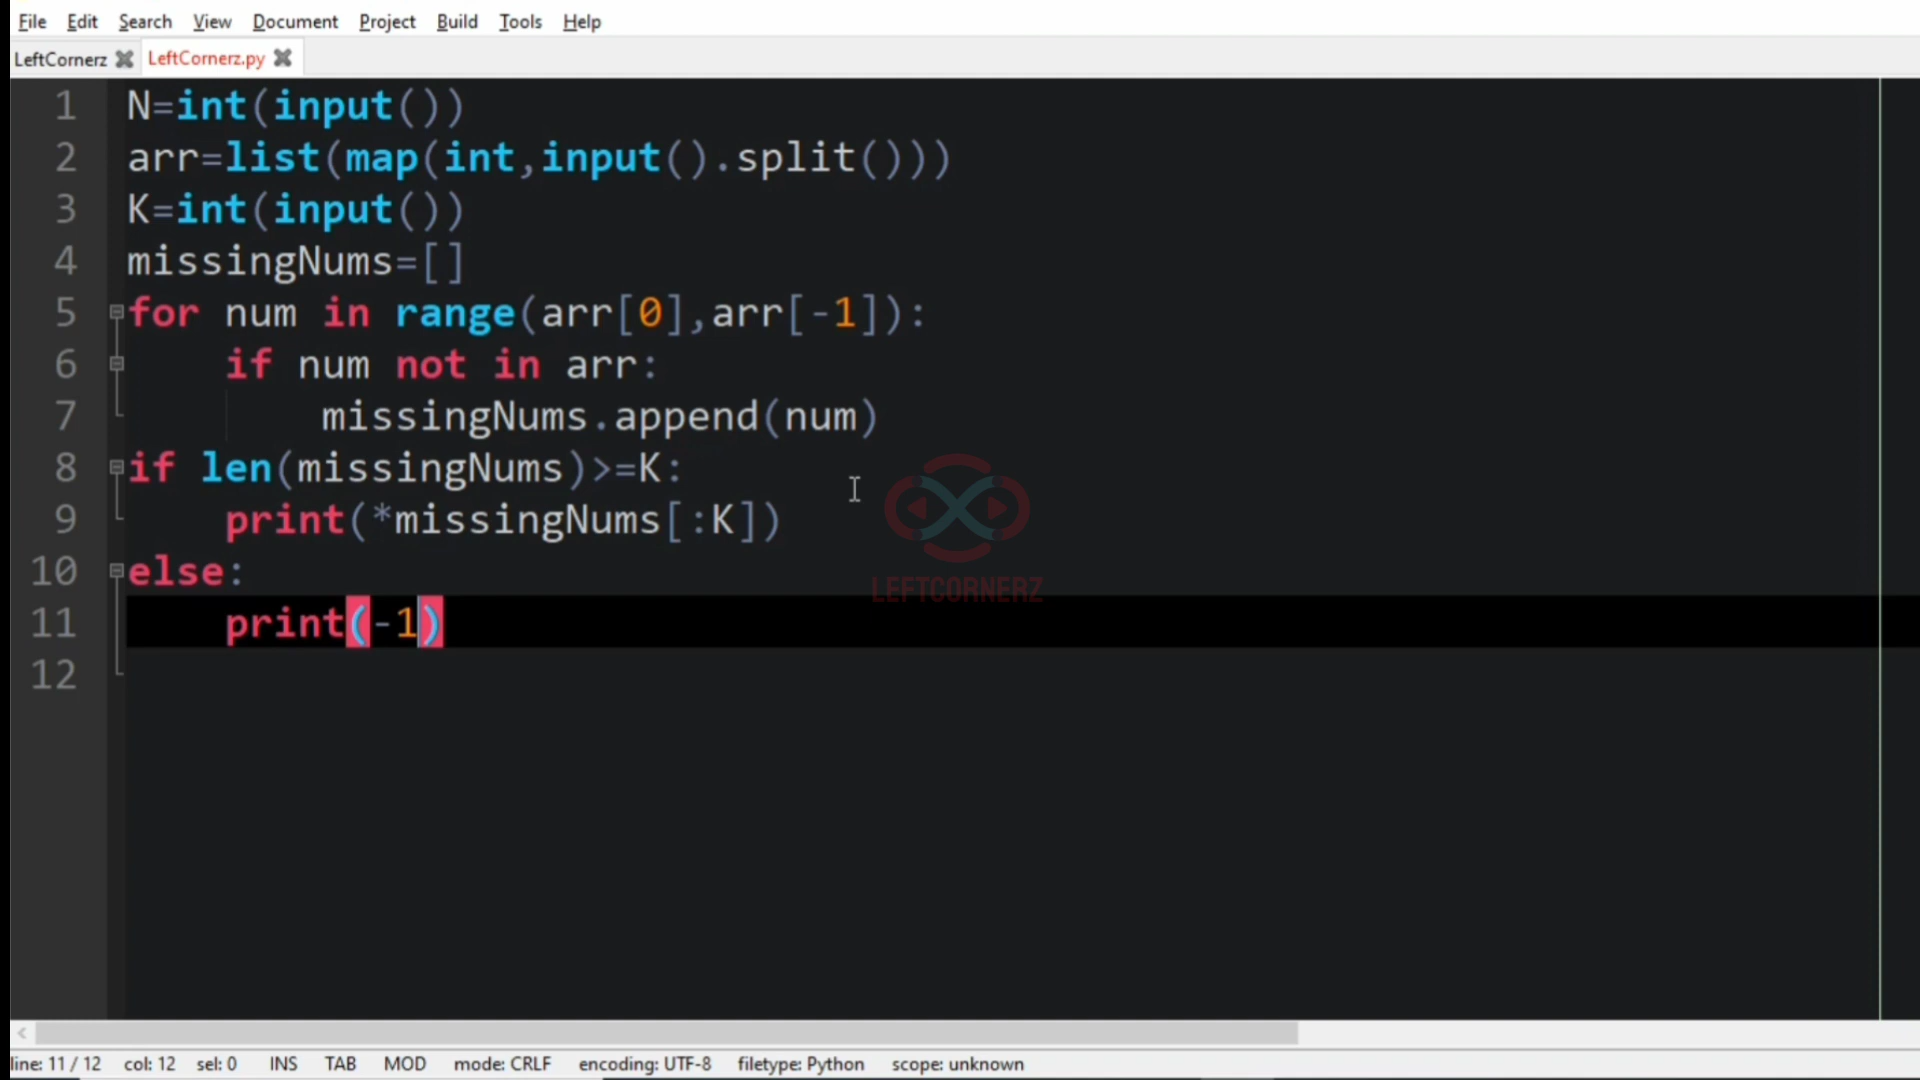 File Edit Search View Document Project Build Tools Help
LeftCornerz LeftCornerz.py
1 N=int(input())
2 arr=list(map(int,input().split()))
3 K=int(input())
4 missingNums=[]
5 for num in range(arr[0],arr[-1]):
6     if num not in arr:
7         missingNums.append(num)
8 if len(missingNums)>=K:
9     print(*missingNums[:K])
10 else:
11     print(-1)
12
LEFTCORNERZ
line: 11 / 12 col: 12 sel: 0 INS TAB MOD mode: CRLF encoding: UTF-8 filetype: Python scope: unknown